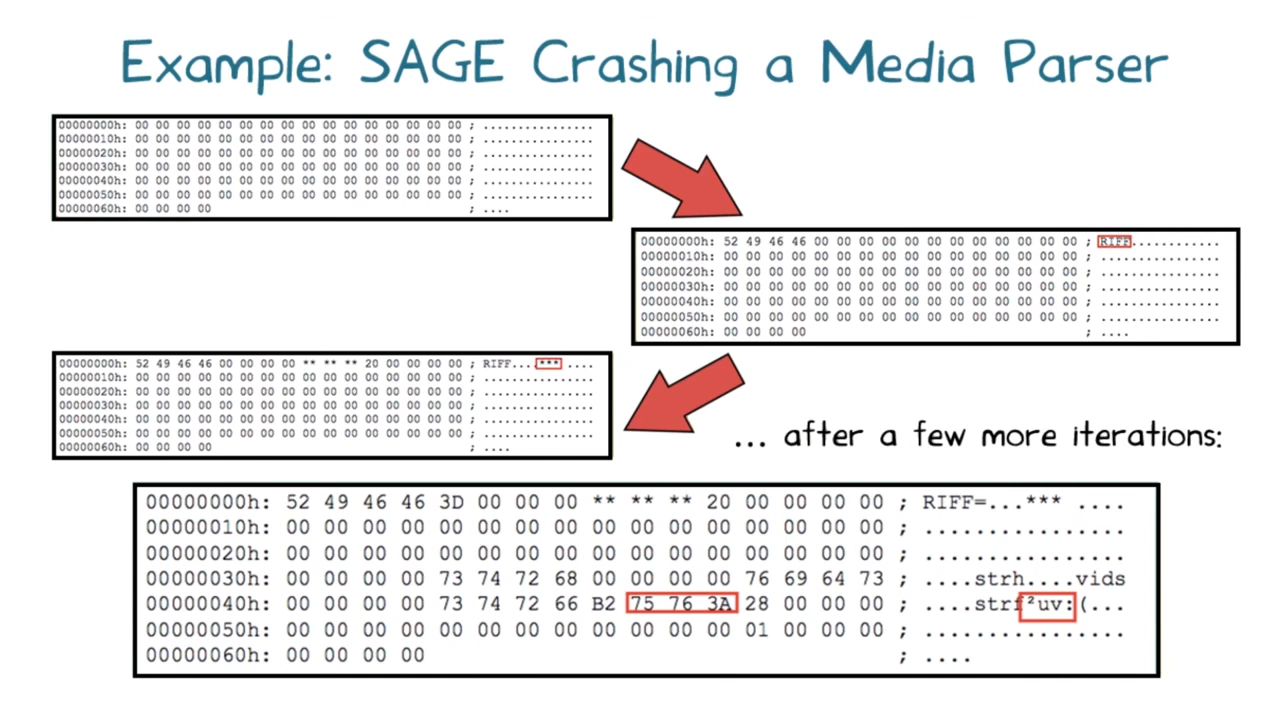 Example: SAGE Crashing a Media Parser
00000000h: 00 00 00 00 00 00 00 00 00 00 00 00 00 00 00 00 ; ................
00000010h: 00 00 00 00 00 00 00 00 00 00 00 00 00 00 00 00 ; ................
00000020h: 00 00 00 00 00 00 00 00 00 00 00 00 00 00 00 00 ; ................
00000030h: 00 00 00 00 00 00 00 00 00 00 00 00 00 00 00 00 ; ................
00000040h: 00 00 00 00 00 00 00 00 00 00 00 00 00 00 00 00 ; ................
00000050h: 00 00 00 00 00 00 00 00 00 00 00 00 00 00 00 00 ; ................
00000060h: 00 00 00 00 ; ....
00000000h: 52 49 46 46 00 00 00 00 00 00 00 00 00 00 00 00 ; RIFF............
00000010h: 00 00 00 00 00 00 00 00 00 00 00 00 00 00 00 00 ; ................
00000020h: 00 00 00 00 00 00 00 00 00 00 00 00 00 00 00 00 ; ................
00000030h: 00 00 00 00 00 00 00 00 00 00 00 00 00 00 00 00 ; ................
00000040h: 00 00 00 00 00 00 00 00 00 00 00 00 00 00 00 00 ; ................
00000050h: 00 00 00 00 00 00 00 00 00 00 00 00 00 00 00 00 ; ................
00000060h: 00 00 00 00 ; ....
00000000h: 52 49 46 46 00 00 00 00 ** ** ** 20 00 00 00 00 ; RIFF....*** ....
00000010h: 00 00 00 00 00 00 00 00 00 00 00 00 00 00 00 00 ; ................
00000020h: 00 00 00 00 00 00 00 00 00 00 00 00 00 00 00 00 ; ................
00000030h: 00 00 00 00 00 00 00 00 00 00 00 00 00 00 00 00 ; ................
00000040h: 00 00 00 00 00 00 00 00 00 00 00 00 00 00 00 00 ; ................
00000050h: 00 00 00 00 00 00 00 00 00 00 00 00 00 00 00 00 ; ................
00000060h: 00 00 00 00 ; ....
... after a few more iterations:
00000000h: 52 49 46 46 3D 00 00 00 ** ** ** 20 00 00 00 00 ; RIFF=...*** ....
00000010h: 00 00 00 00 00 00 00 00 00 00 00 00 00 00 00 00 ; ................
00000020h: 00 00 00 00 00 00 00 00 00 00 00 00 00 00 00 00 ; ................
00000030h: 00 00 00 00 73 74 72 68 00 00 00 00 76 69 64 73 ; ....strh....vids
00000040h: 00 00 00 00 73 74 72 66 B2 75 76 3A 28 00 00 00 ; ....strf²uv:(...
00000050h: 00 00 00 00 00 00 00 00 00 00 00 00 01 00 00 00 ; ................
00000060h: 00 00 00 00 ; ....